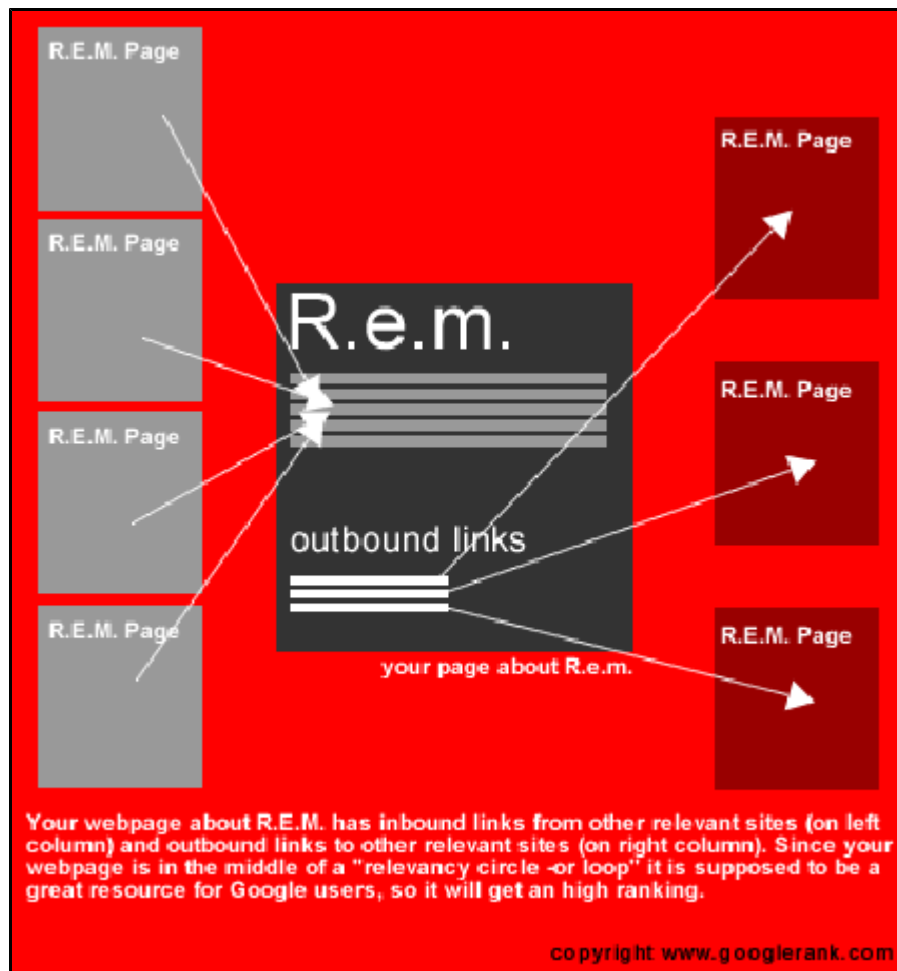 R.E.M. Page
R.E.M. Page
R.E.M. Page
R.E.M. Page
R.e.m.
outbound links
your page about R.e.m.
R.E.M. Page
R.E.M. Page
R.E.M. Page
Your webpage about R.E.M. has inbound links from other relevant sites (on left
column) and outbound links to other relevant sites (on right column). Since your
webpage is in the middle of a "relevancy circle -or loop" it is supposed to be a
great resource for Google users, so it will get an high ranking.
copyright www.googlerank.com